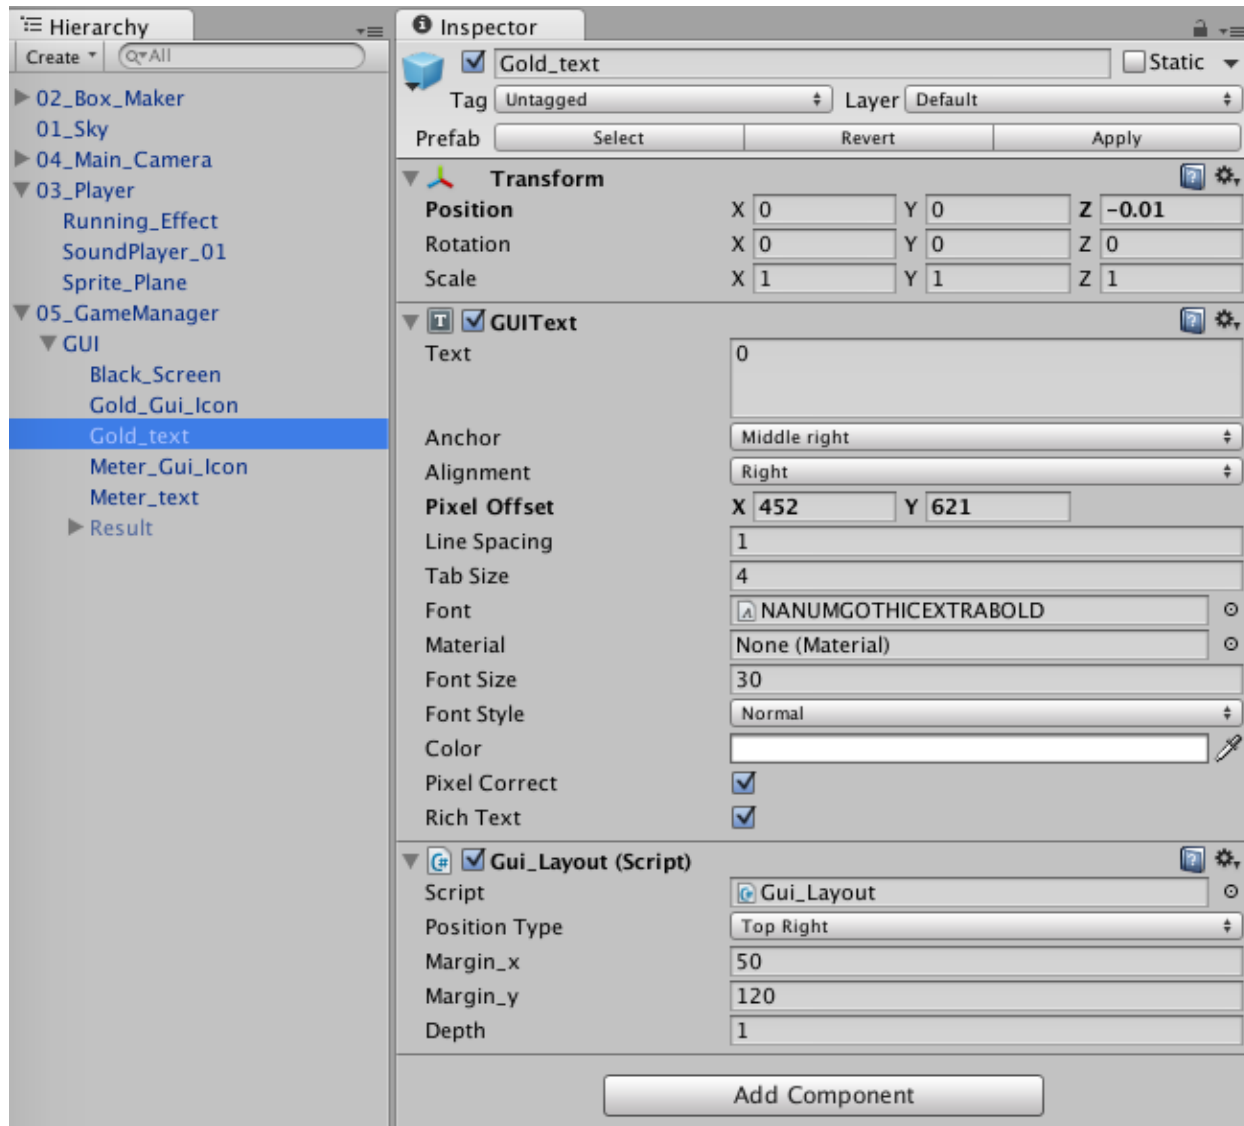 Hierarchy
Create All
02_Box_Maker
01_Sky
04_Main_Camera
03_Player
Running_Effect
SoundPlayer_01
Sprite_Plane
05_GameManager
GUI
Black_Screen
Gold_Gui_Icon
Gold_text
Meter_Gui_Icon
Meter_text
Result
Inspector
Gold_text Static
Tag Untagged Layer Default
Prefab Select Revert Apply
Transform
Position X 0 Y 0 Z -0.01
Rotation X 0 Y 0 Z 0
Scale X 1 Y 1 Z 1
GUIText
Text 0
Anchor Middle right
Alignment Right
Pixel Offset X 452 Y 621
Line Spacing 1
Tab Size 4
Font NANUMGOTHICEXTRABOLD
Material None (Material)
Font Size 30
Font Style Normal
Color
Pixel Correct
Rich Text
Gui_Layout (Script)
Script Gui_Layout
Position Type Top Right
Margin_x 50
Margin_y 120
Depth 1
Add Component